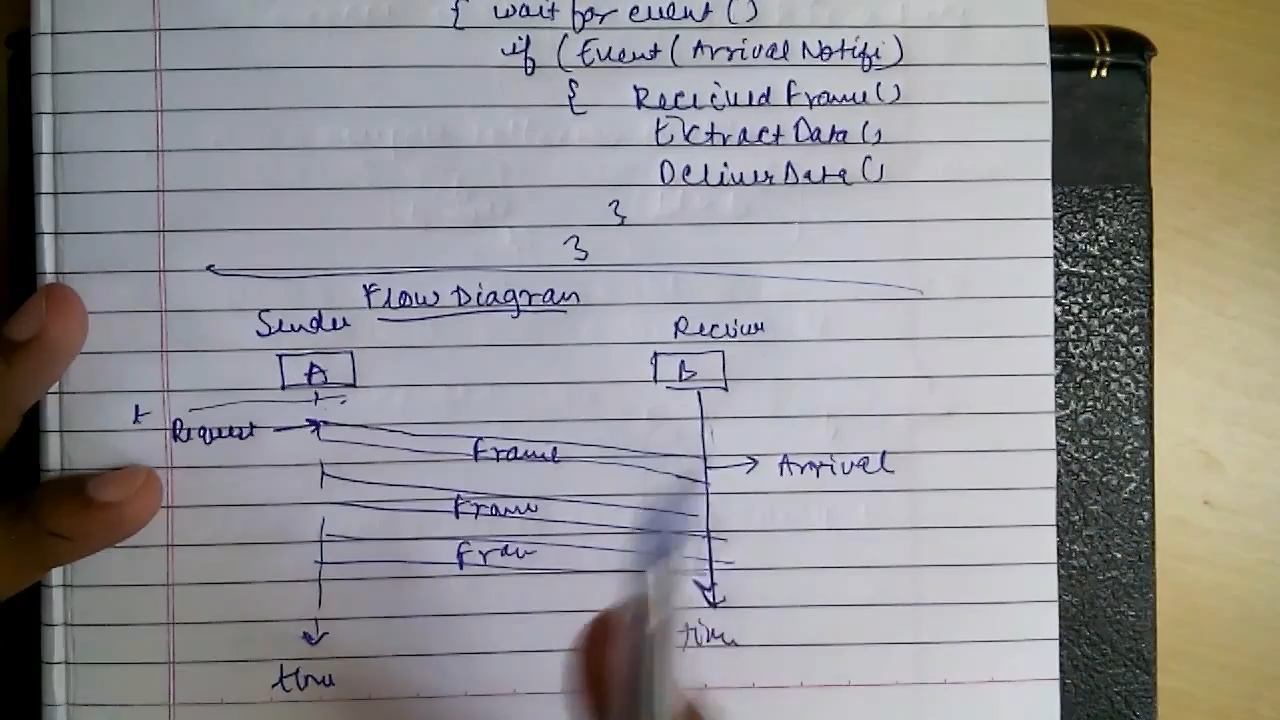 { wait for event ()
if (Event (Arrival Notifi)
{ Recieved Frame ()
Extract Data ()
Deliver Data ()
}
}
Flow Diagram
Sender Reciever
A B
Request
Frame
Arrival
Frame
Fram
time
time